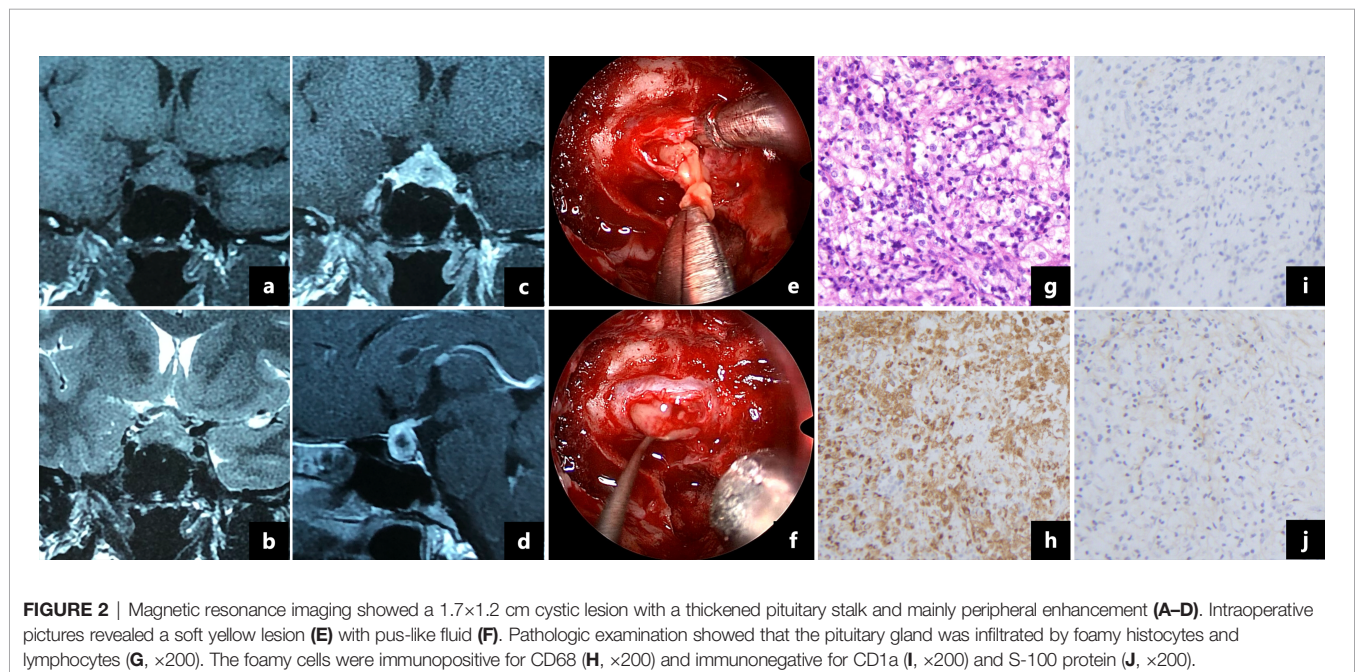 a
c
e
g
i
b
d
f
h
j
FIGURE 2 | Magnetic resonance imaging showed a 1.7×1.2 cm cystic lesion with a thickened pituitary stalk and mainly peripheral enhancement (A–D). Intraoperative
pictures revealed a soft yellow lesion (E) with pus-like fluid (F). Pathologic examination showed that the pituitary gland was infiltrated by foamy histocytes and
lymphocytes (G, ×200). The foamy cells were immunopositive for CD68 (H, ×200) and immunonegative for CD1a (I, ×200) and S-100 protein (J, ×200).